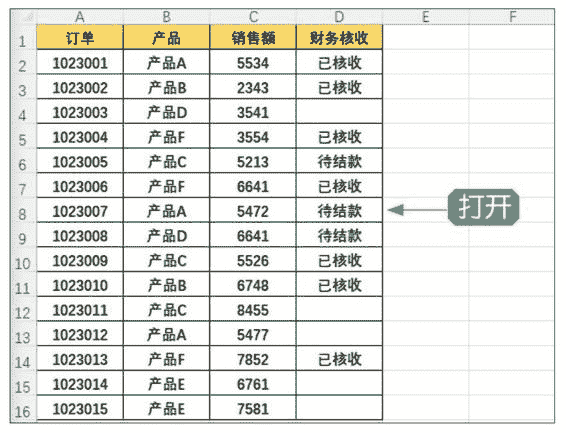 A B C D E F
1 订单 产品 销售额 财务核收
2 1023001 产品A 5534 已核收
3 1023002 产品B 2343 已核收
4 1023003 产品D 3541
5 1023004 产品F 3554 已核收
6 1023005 产品C 5213 待结款
7 1023006 产品F 6641 已核收
8 1023007 产品A 5472 待结款 打开
9 1023008 产品D 6641 待结款
10 1023009 产品C 5526 已核收
11 1023010 产品B 6748 已核收
12 1023011 产品C 8455
13 1023012 产品A 5477
14 1023013 产品F 7852 已核收
15 1023014 产品E 6761
16 1023015 产品E 7581